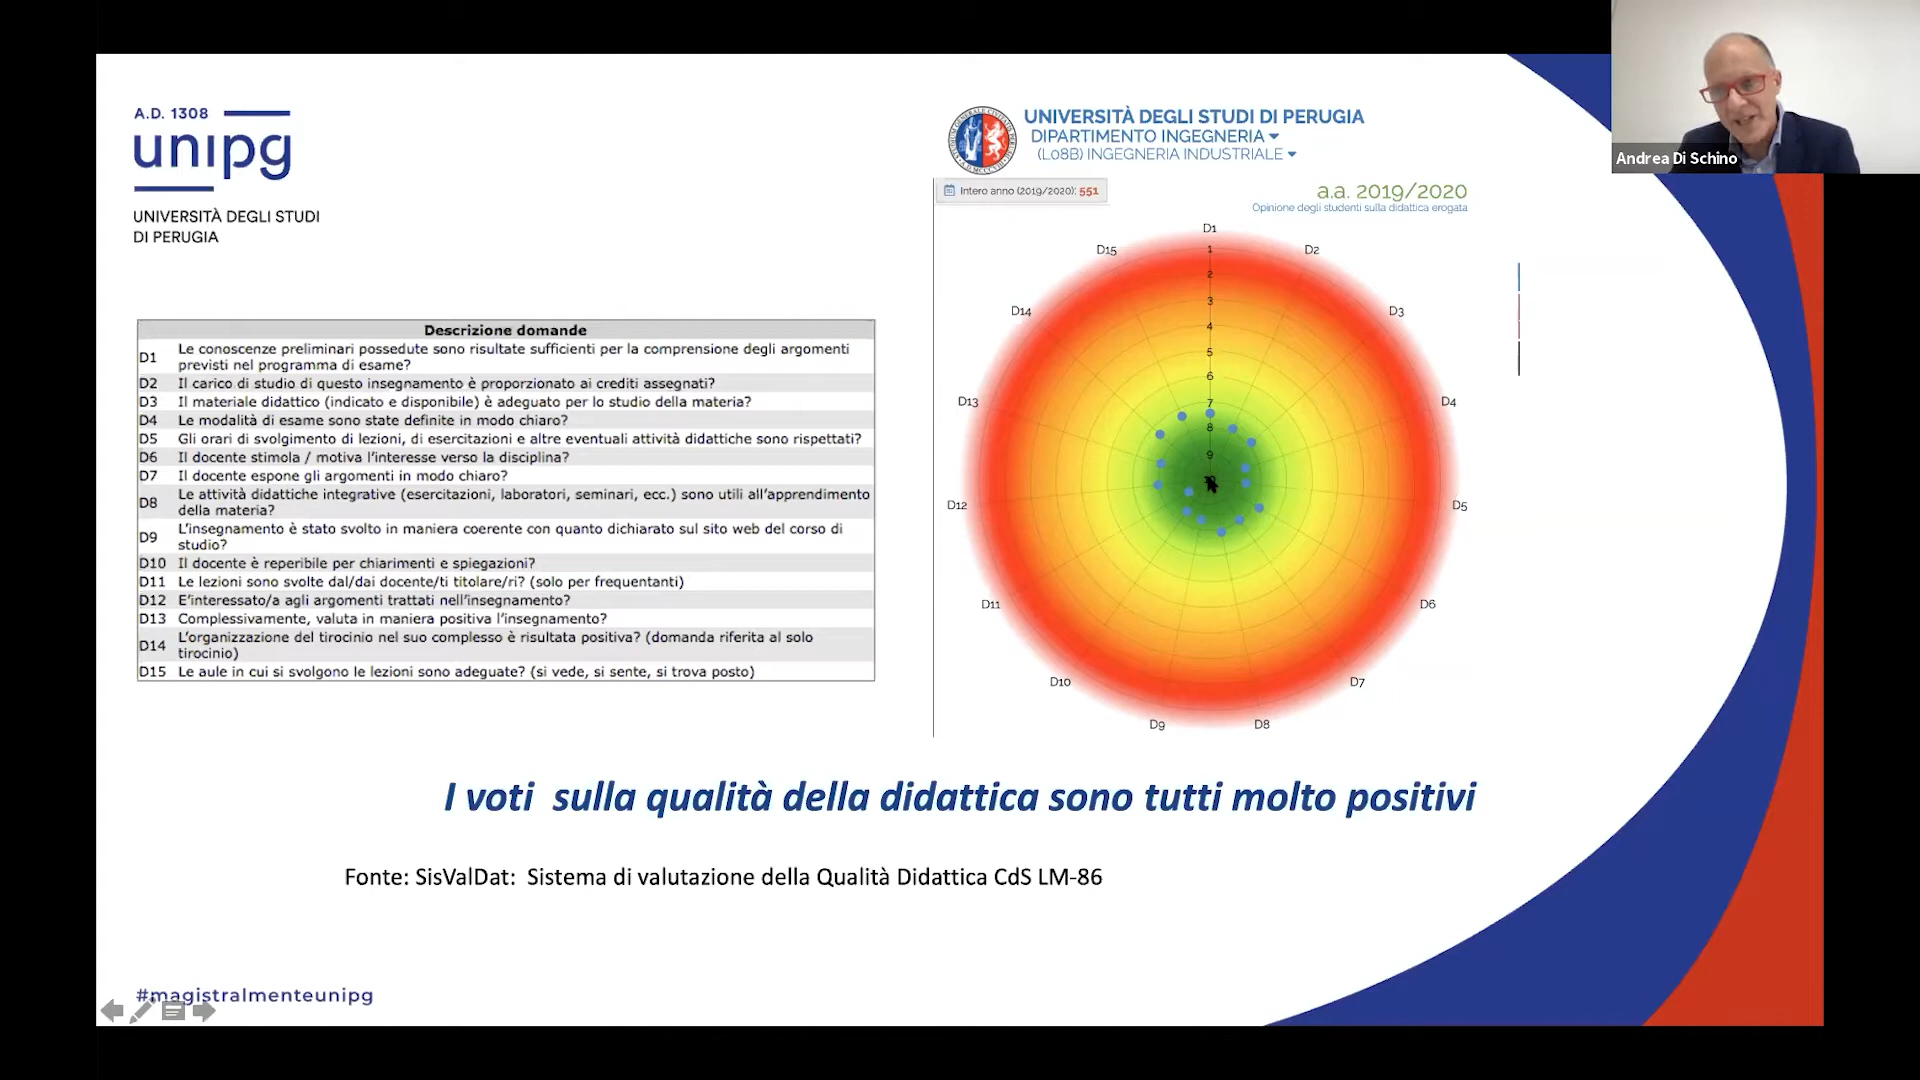 A.D. 1308
unipg
UNIVERSITÀ DEGLI STUDI
DI PERUGIA
UNIVERSITÀ DEGLI STUDI DI PERUGIA
DIPARTIMENTO INGEGNERIA
(L08B) INGEGNERIA INDUSTRIALE
Intero anno (2019/2020): 551
a.a. 2019/2020
Opinione degli studenti sulla didattica erogata
Andrea Di Schino
Descrizione domande
D1 Le conoscenze preliminari possedute sono risultate sufficienti per la comprensione degli argomenti
previsti nel programma di esame?
D2 Il carico di studio di questo insegnamento è proporzionato ai crediti assegnati?
D3 Il materiale didattico (indicato e disponibile) è adeguato per lo studio della materia?
D4 Le modalità di esame sono state definite in modo chiaro?
D5 Gli orari di svolgimento di lezioni, di esercitazioni e altre eventuali attività didattiche sono rispettati?
D6 Il docente stimola / motiva l'interesse verso la disciplina?
D7 Il docente espone gli argomenti in modo chiaro?
D8 Le attività didattiche integrative (esercitazioni, laboratori, seminari, ecc.) sono utili all'apprendimento
della materia?
D9 L'insegnamento è stato svolto in maniera coerente con quanto dichiarato sul sito web del corso di
studio?
D10 Il docente è reperibile per chiarimenti e spiegazioni?
D11 Le lezioni sono svolte dal/dai docente/ti titolare/ri? (solo per frequentanti)
D12 E'interessato/a agli argomenti trattati nell'insegnamento?
D13 Complessivamente, valuta in maniera positiva l'insegnamento?
D14 L'organizzazione del tirocinio nel suo complesso è risultata positiva? (domanda riferita al solo
tirocinio)
D15 Le aule in cui si svolgono le lezioni sono adeguate? (si vede, si sente, si trova posto)
D1
D2
D3
D4
D5
D6
D7
D8
D9
D10
D11
D12
D13
D14
D15
1
2
3
4
5
6
7
8
9
I voti sulla qualità della didattica sono tutti molto positivi
Fonte: SisValDat: Sistema di valutazione della Qualità Didattica CdS LM-86
#magistralmenteunipg